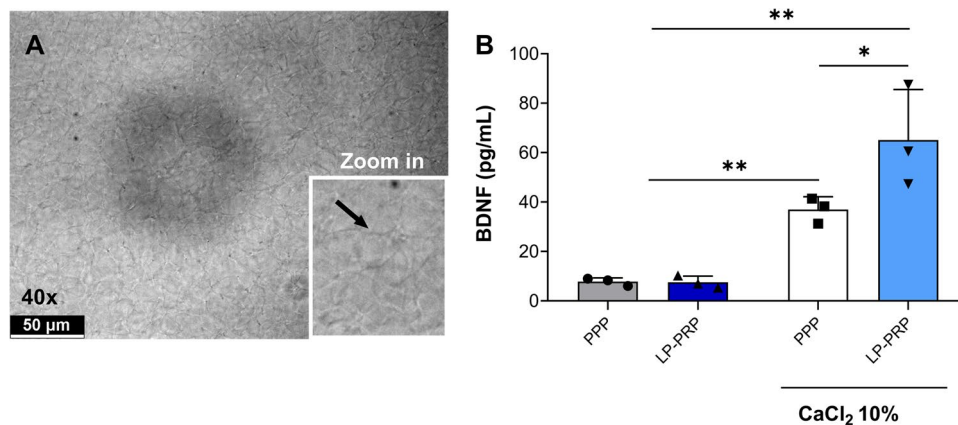 A
Zoom in
40x
50 µm
B
**
*
**
BDNF (pg/mL)
100
80
60
40
20
0
PPP
LP-PRP
PPP
LP-PRP
CaCl₂ 10%